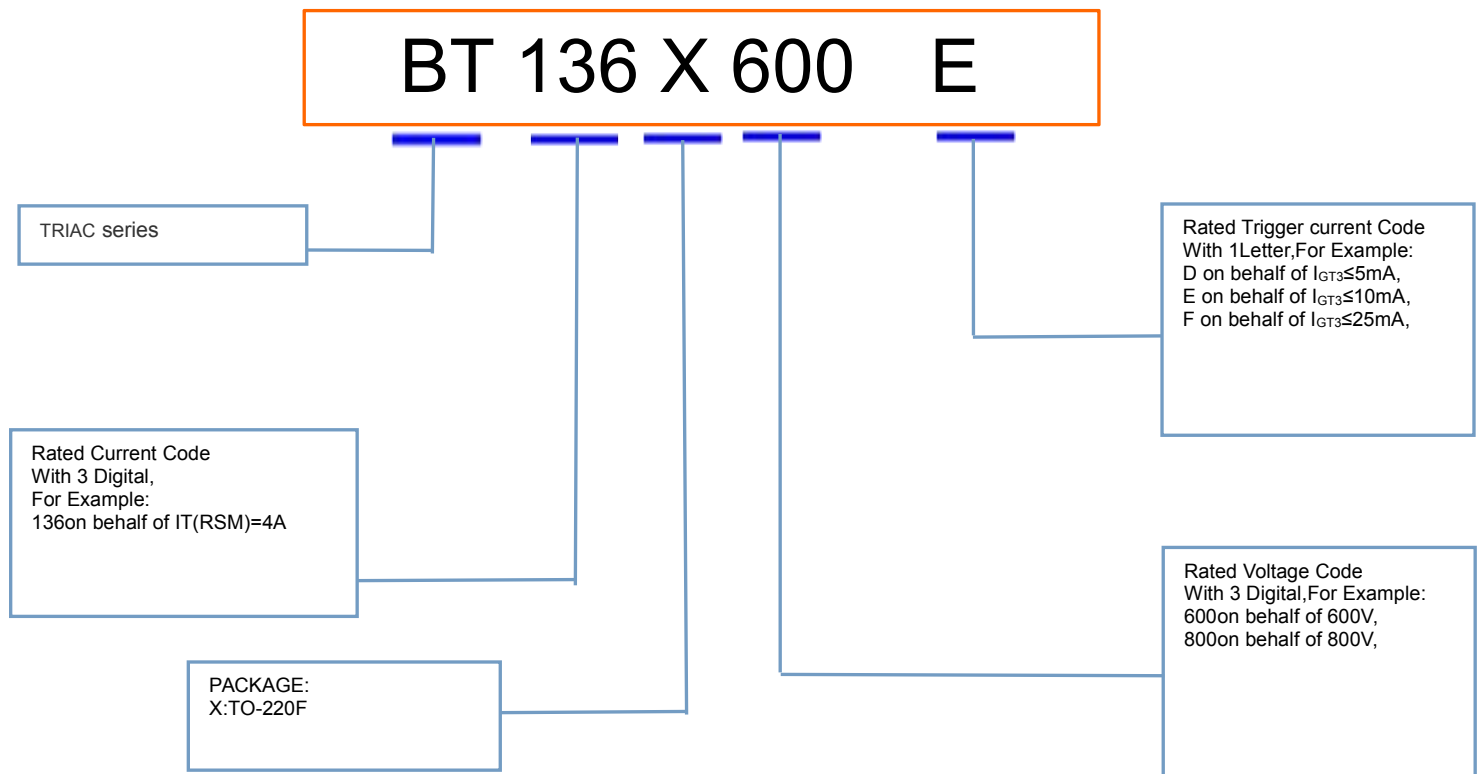 BT 136 X 600 E
TRIAC series
Rated Trigger current Code
With 1Letter,For Example:
D on behalf of IGT3≤5mA,
E on behalf of IGT3≤10mA,
F on behalf of IGT3≤25mA,
Rated Current Code
With 3 Digital,
For Example:
136on behalf of IT(RSM)=4A
Rated Voltage Code
With 3 Digital,For Example:
600on behalf of 600V,
800on behalf of 800V,
PACKAGE:
X:TO-220F